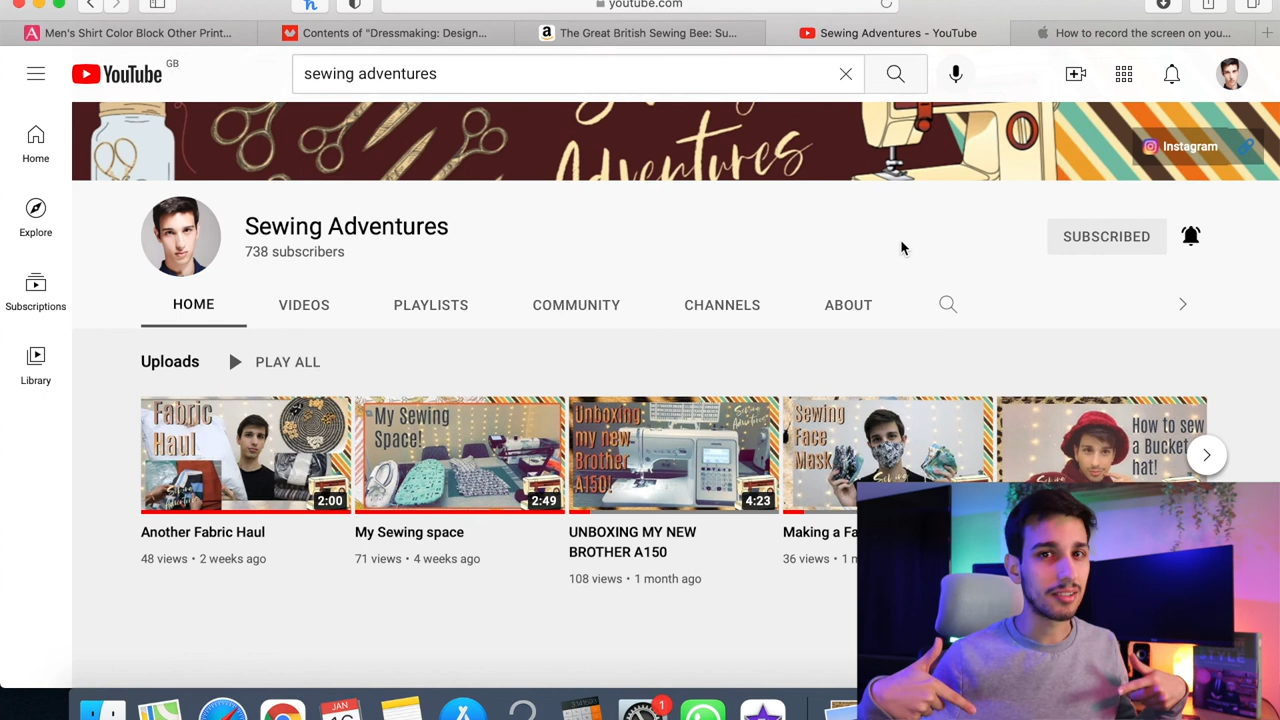 youtube.com
Men's Shirt Color Block Other Print...
Contents of "Dressmaking: Design...
The Great British Sewing Bee: Su...
Sewing Adventures - YouTube
How to record the screen on you...
YouTube GB
sewing adventures
Adventures
Instagram
Home
Explore
Subscriptions
Library
Sewing Adventures
738 subscribers
SUBSCRIBED
HOME VIDEOS PLAYLISTS COMMUNITY CHANNELS ABOUT
Uploads PLAY ALL
Fabric
Haul
2:00
My Sewing
Space!
2:49
Unboxing
my new
Brother
A150!
4:23
Sewing
Face
Mask
How to sew
a Bucket
hat!
Another Fabric Haul
48 views • 2 weeks ago
My Sewing space
71 views • 4 weeks ago
UNBOXING MY NEW
BROTHER A150
108 views • 1 month ago
Making a Fa
36 views • 1 m
JAN
1